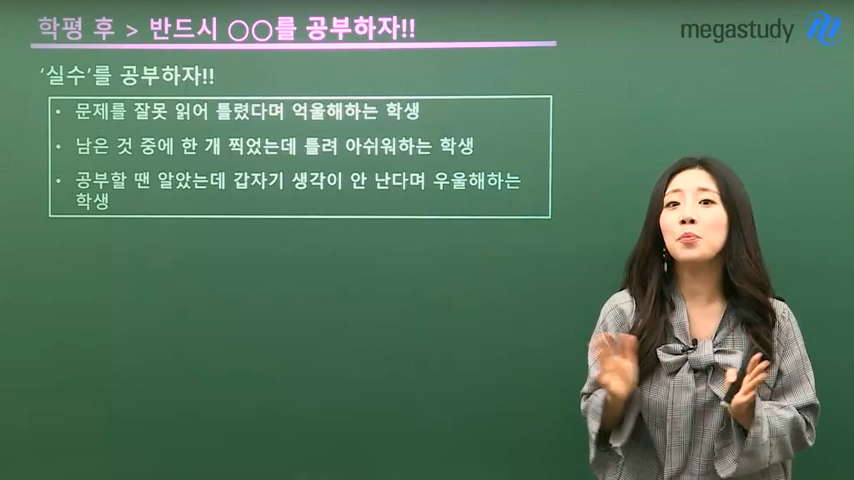 학평 후 > 반드시 ○○를 공부하자!!
megastudy
'실수'를 공부하자!!
• 문제를 잘못 읽어 틀렸다며 억울해하는 학생
• 남은 것 중에 한 개 찍었는데 틀려 아쉬워하는 학생
• 공부할 땐 알았는데 갑자기 생각이 안 난다며 우울해하는
학생